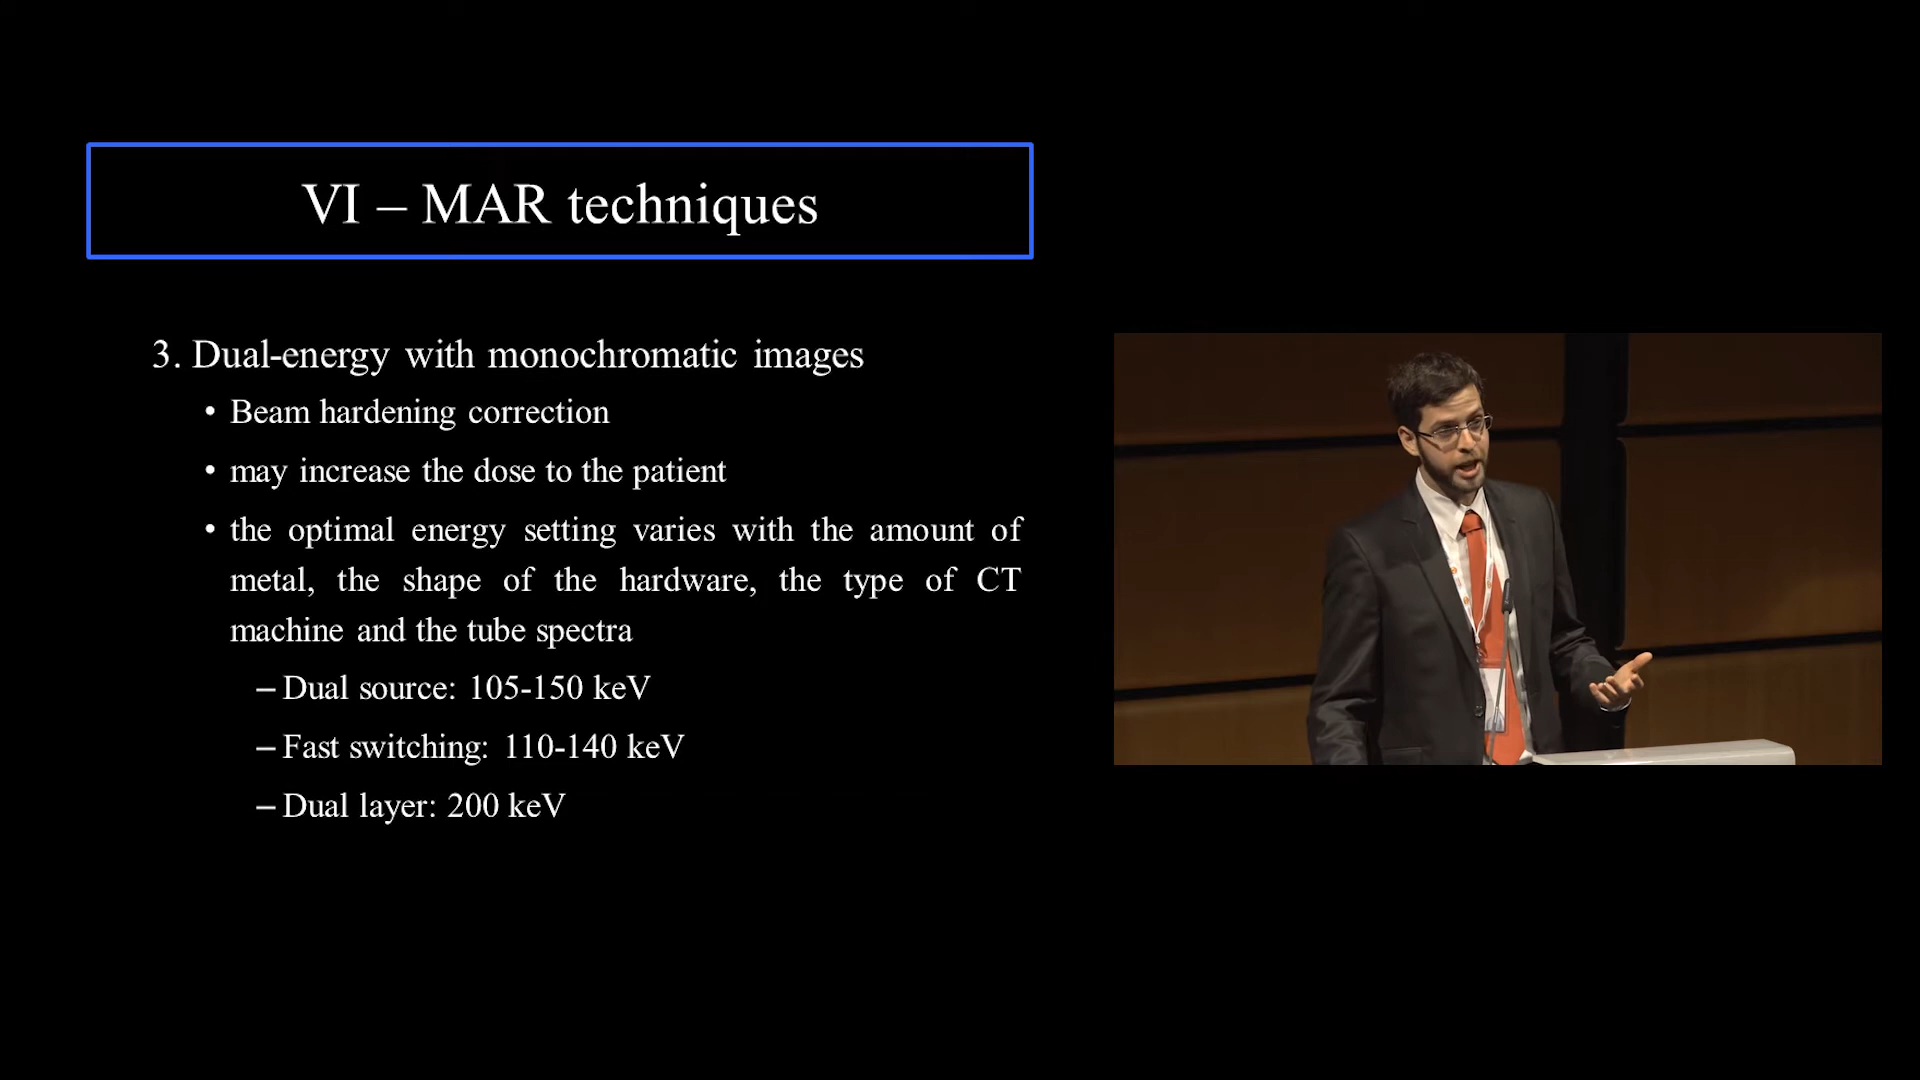 VI – MAR techniques
3. Dual-energy with monochromatic images
• Beam hardening correction
• may increase the dose to the patient
• the optimal energy setting varies with the amount of
metal, the shape of the hardware, the type of CT
machine and the tube spectra
– Dual source: 105-150 keV
– Fast switching: 110-140 keV
– Dual layer: 200 keV